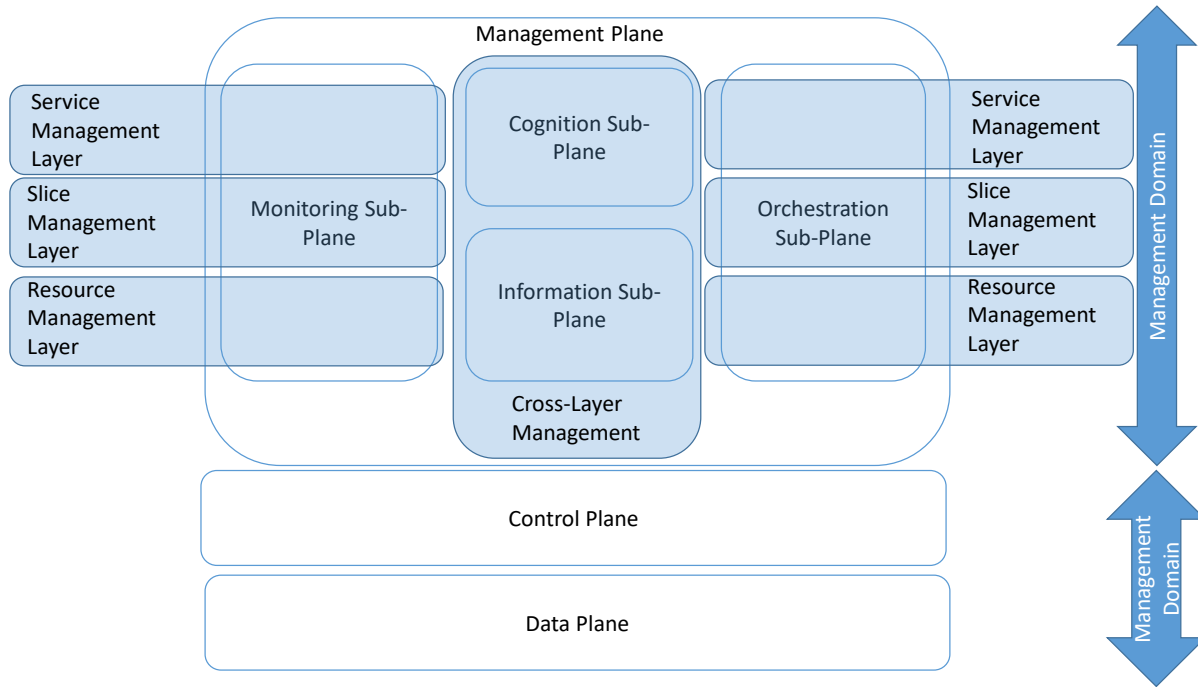 Management Plane
Service
Management
Layer
Cognition Sub-
Plane
Service
Management
Layer
Slice
Management
Layer
Monitoring Sub-
Plane
Orchestration
Sub-Plane
Slice
Management
Layer
Resource
Management
Layer
Information Sub-
Plane
Resource
Management
Layer
Cross-Layer
Management
Management Domain
Control Plane
Data Plane
Management
Domain